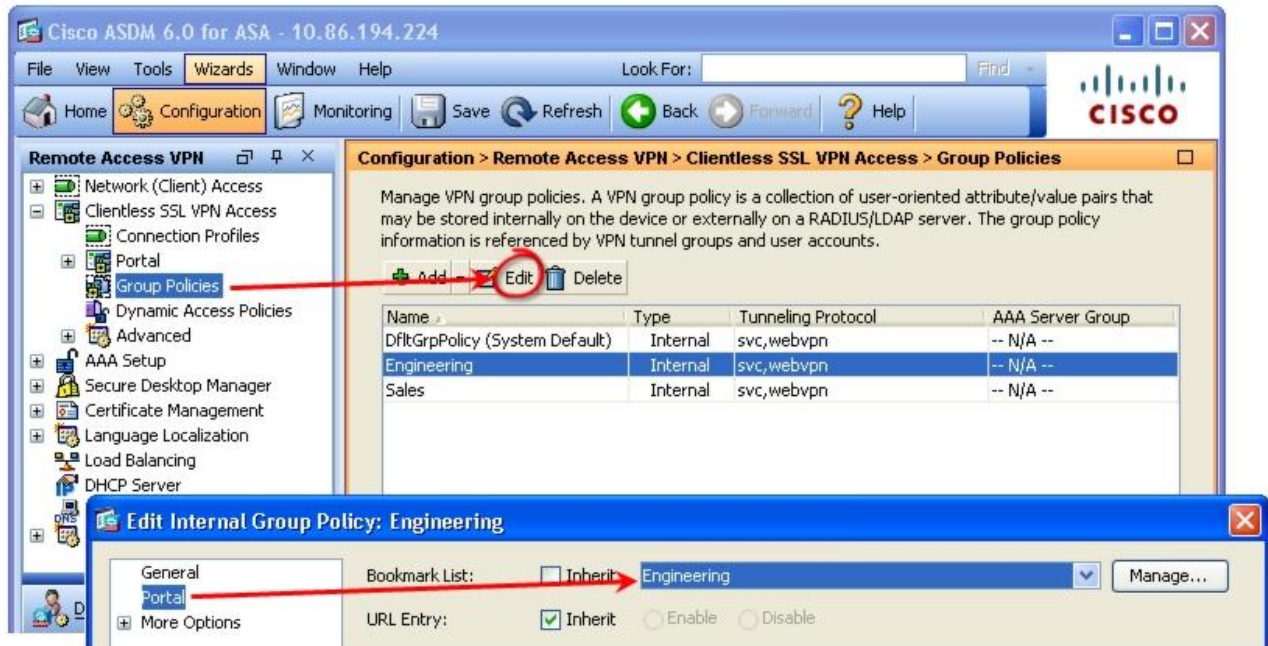 Cisco ASDM 6.0 for ASA - 10.86.194.224
File View Tools Wizards Window Help Look For: Find
Home Configuration Monitoring Save Refresh Back Forward Help CISCO
Remote Access VPN
Network (Client) Access
Clientless SSL VPN Access
Connection Profiles
Portal
Group Policies
Dynamic Access Policies
Advanced
AAA Setup
Secure Desktop Manager
Certificate Management
Language Localization
Load Balancing
DHCP Server
DNS
D
Configuration > Remote Access VPN > Clientless SSL VPN Access > Group Policies
Manage VPN group policies. A VPN group policy is a collection of user-oriented attribute/value pairs that
may be stored internally on the device or externally on a RADIUS/LDAP server. The group policy
information is referenced by VPN tunnel groups and user accounts.
Add Edit Delete
Name Type Tunneling Protocol AAA Server Group
DfltGrpPolicy (System Default) Internal svc,webvpn -- N/A --
Engineering Internal svc,webvpn -- N/A --
Sales Internal svc,webvpn -- N/A --
Edit Internal Group Policy: Engineering
General
Portal
More Options
Bookmark List: Inherit Engineering Manage...
URL Entry: Inherit Enable Disable